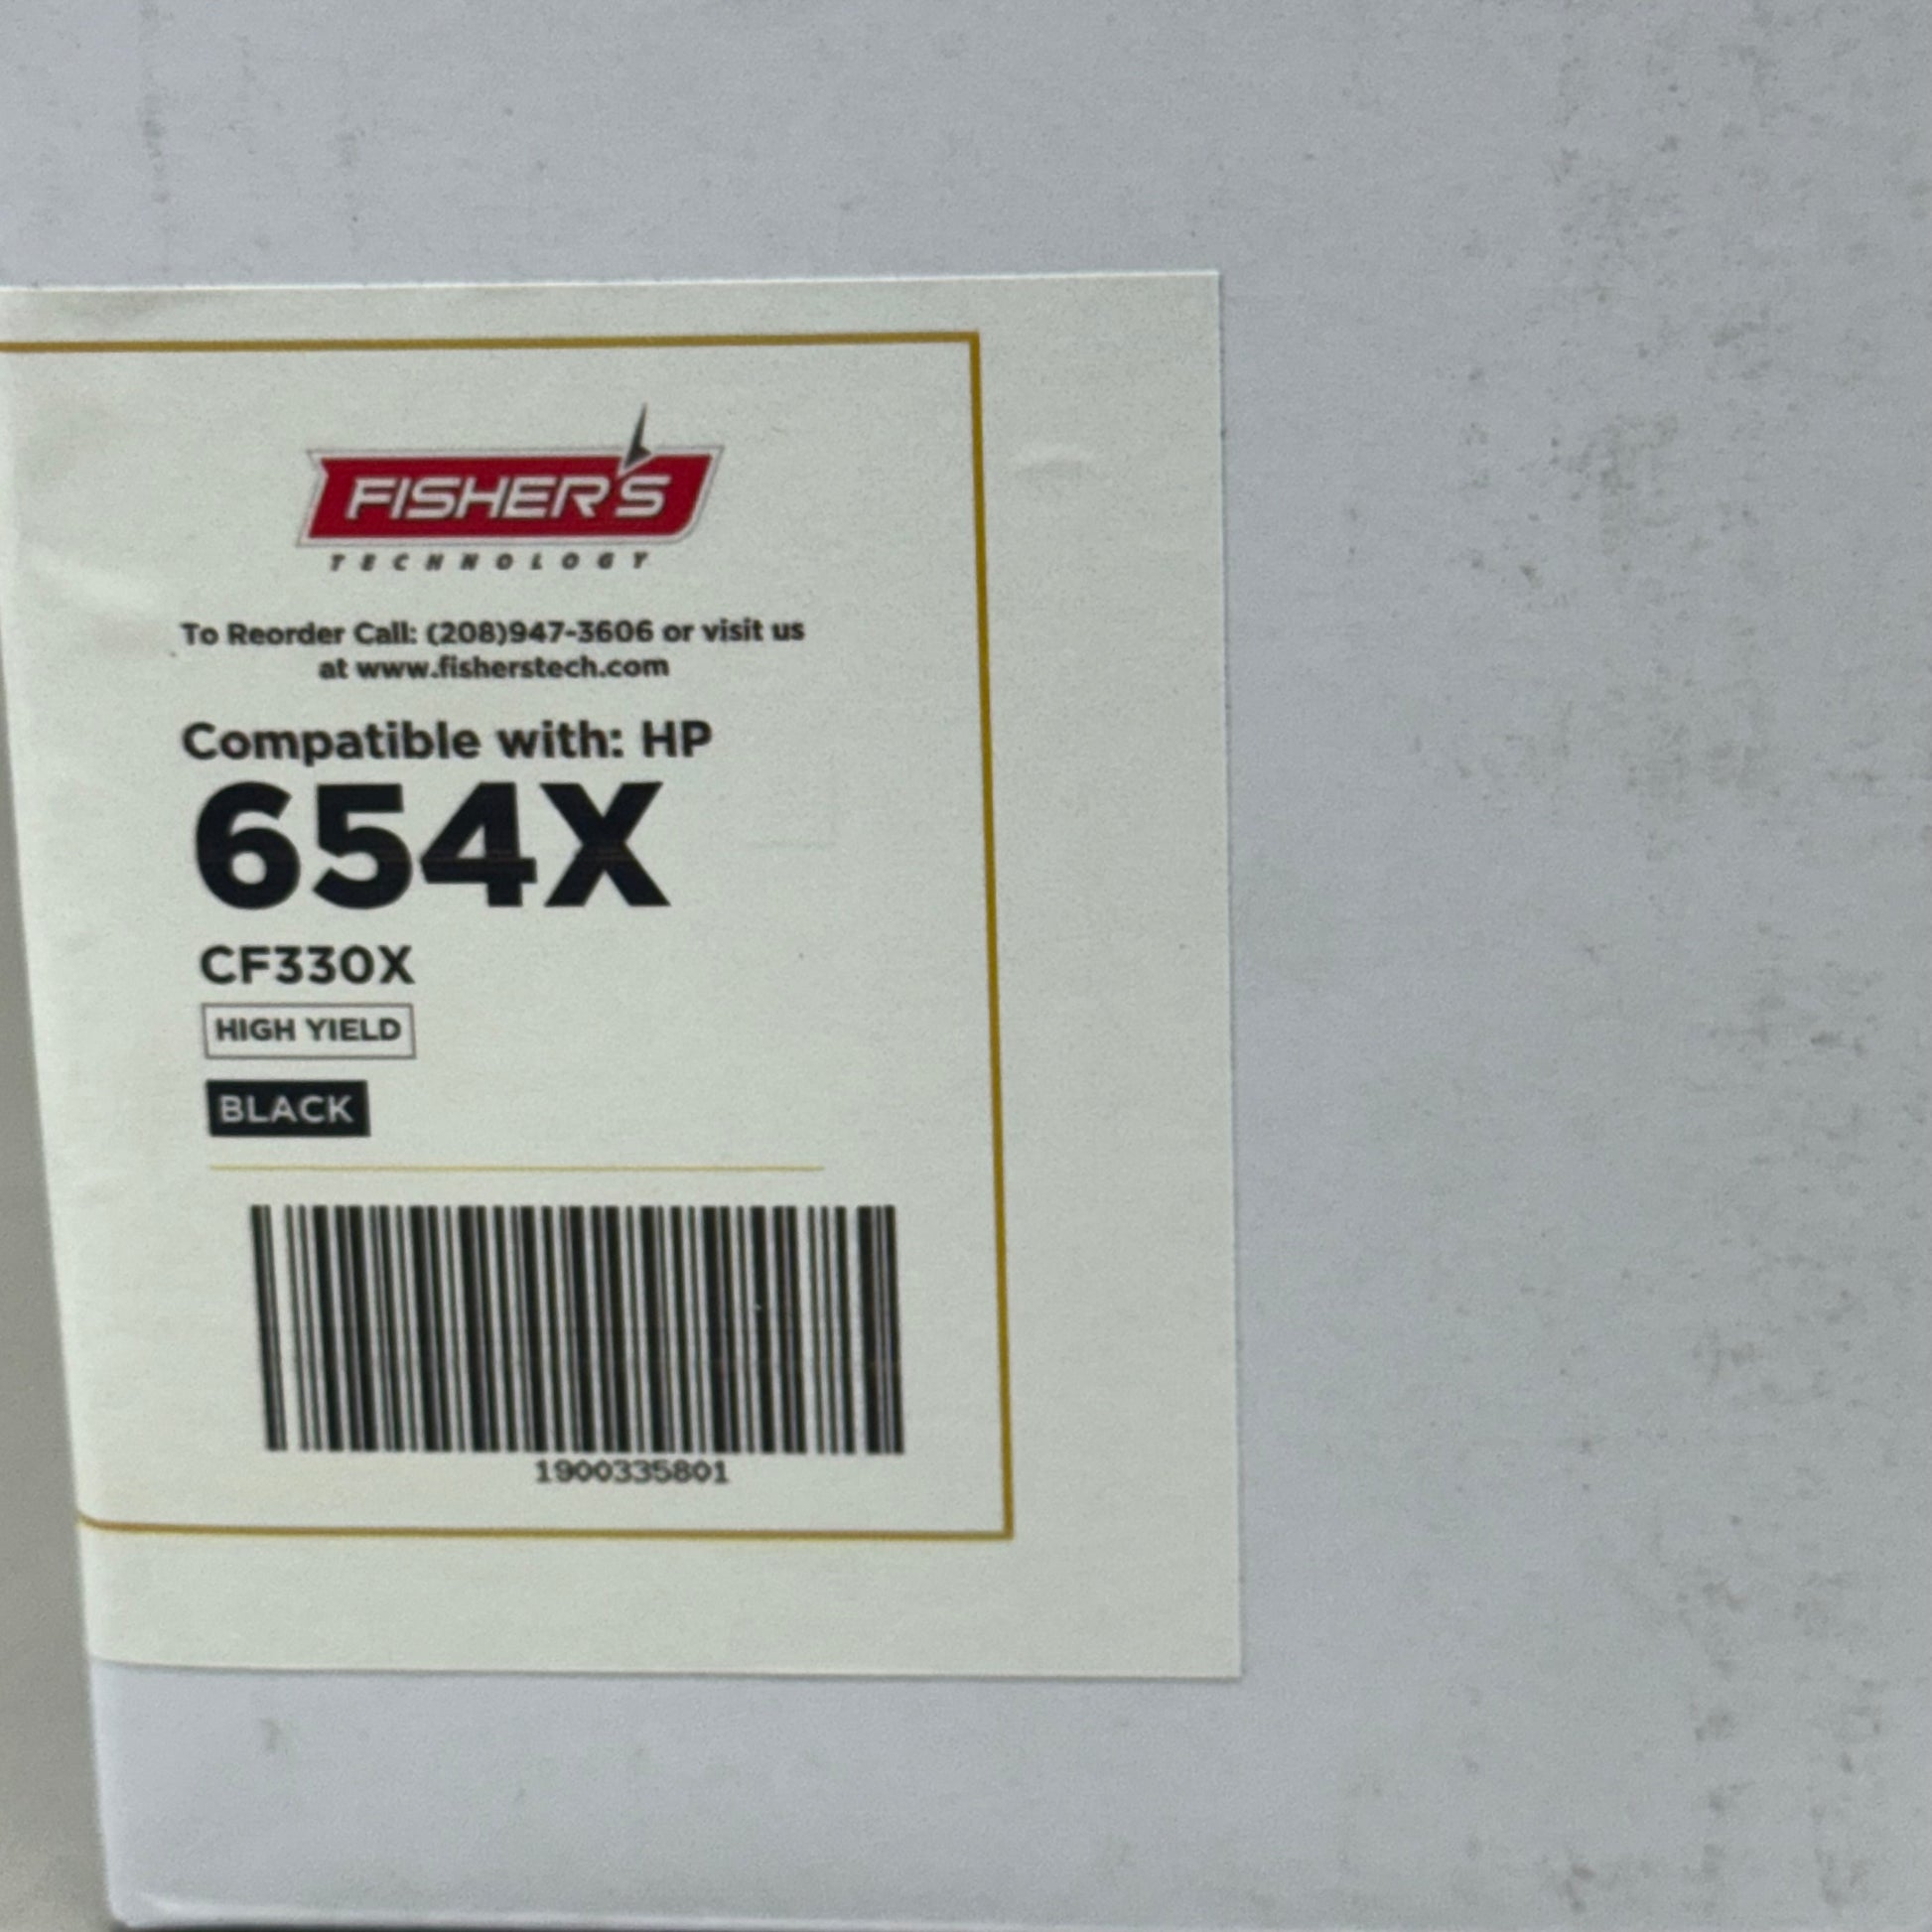 FISHER'S
TECHNOLOGY
To Reorder Call: (208)947-3606 or visit us
at www.fisherstech.com
Compatible with: HP
654X
CF330X
HIGH YIELD
BLACK
1900335801